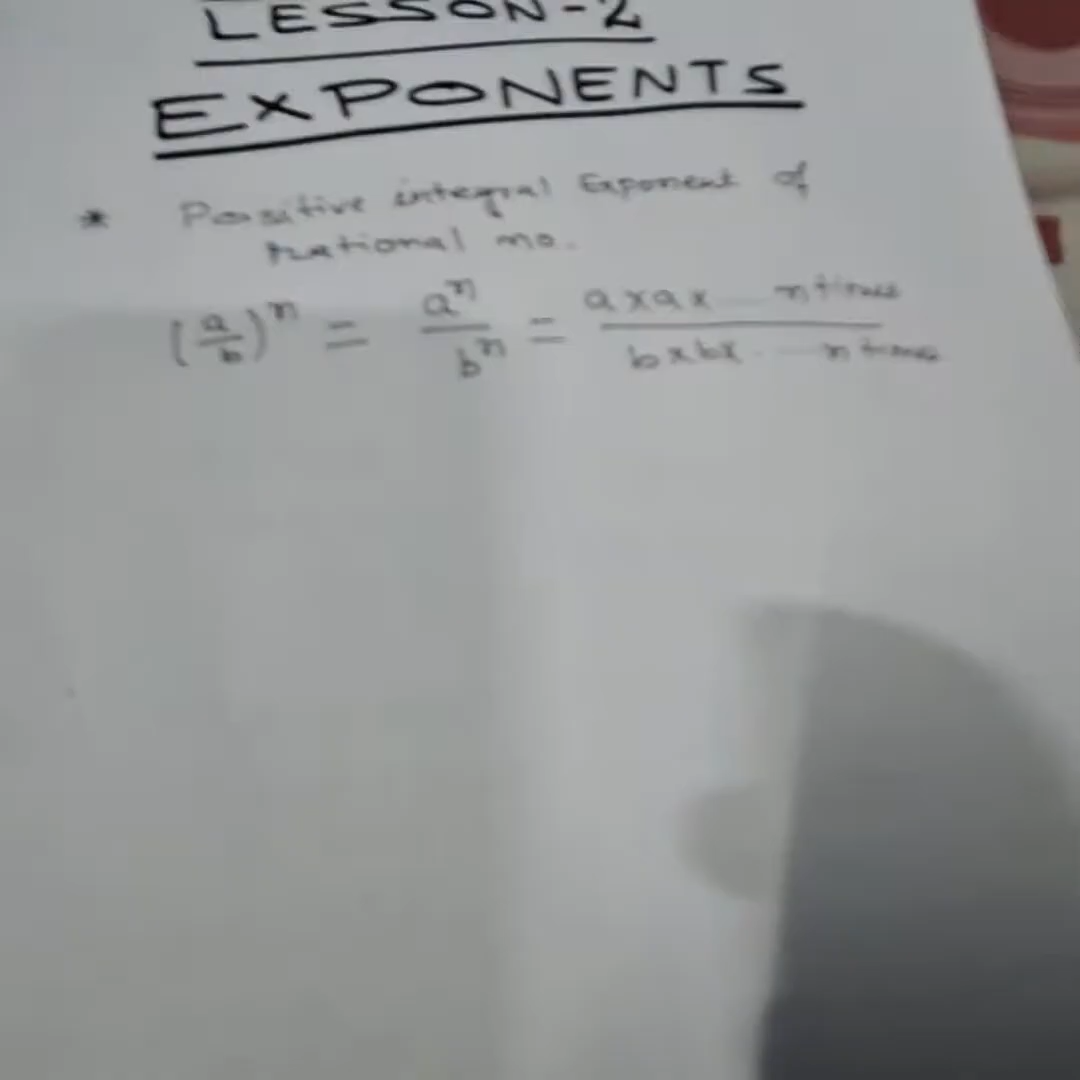 LESSON-2
EXPONENTS
* Positive integral Exponent of
rational no.
(a/b)^n = a^n/b^n = a×a×... n times / b×b×... n times